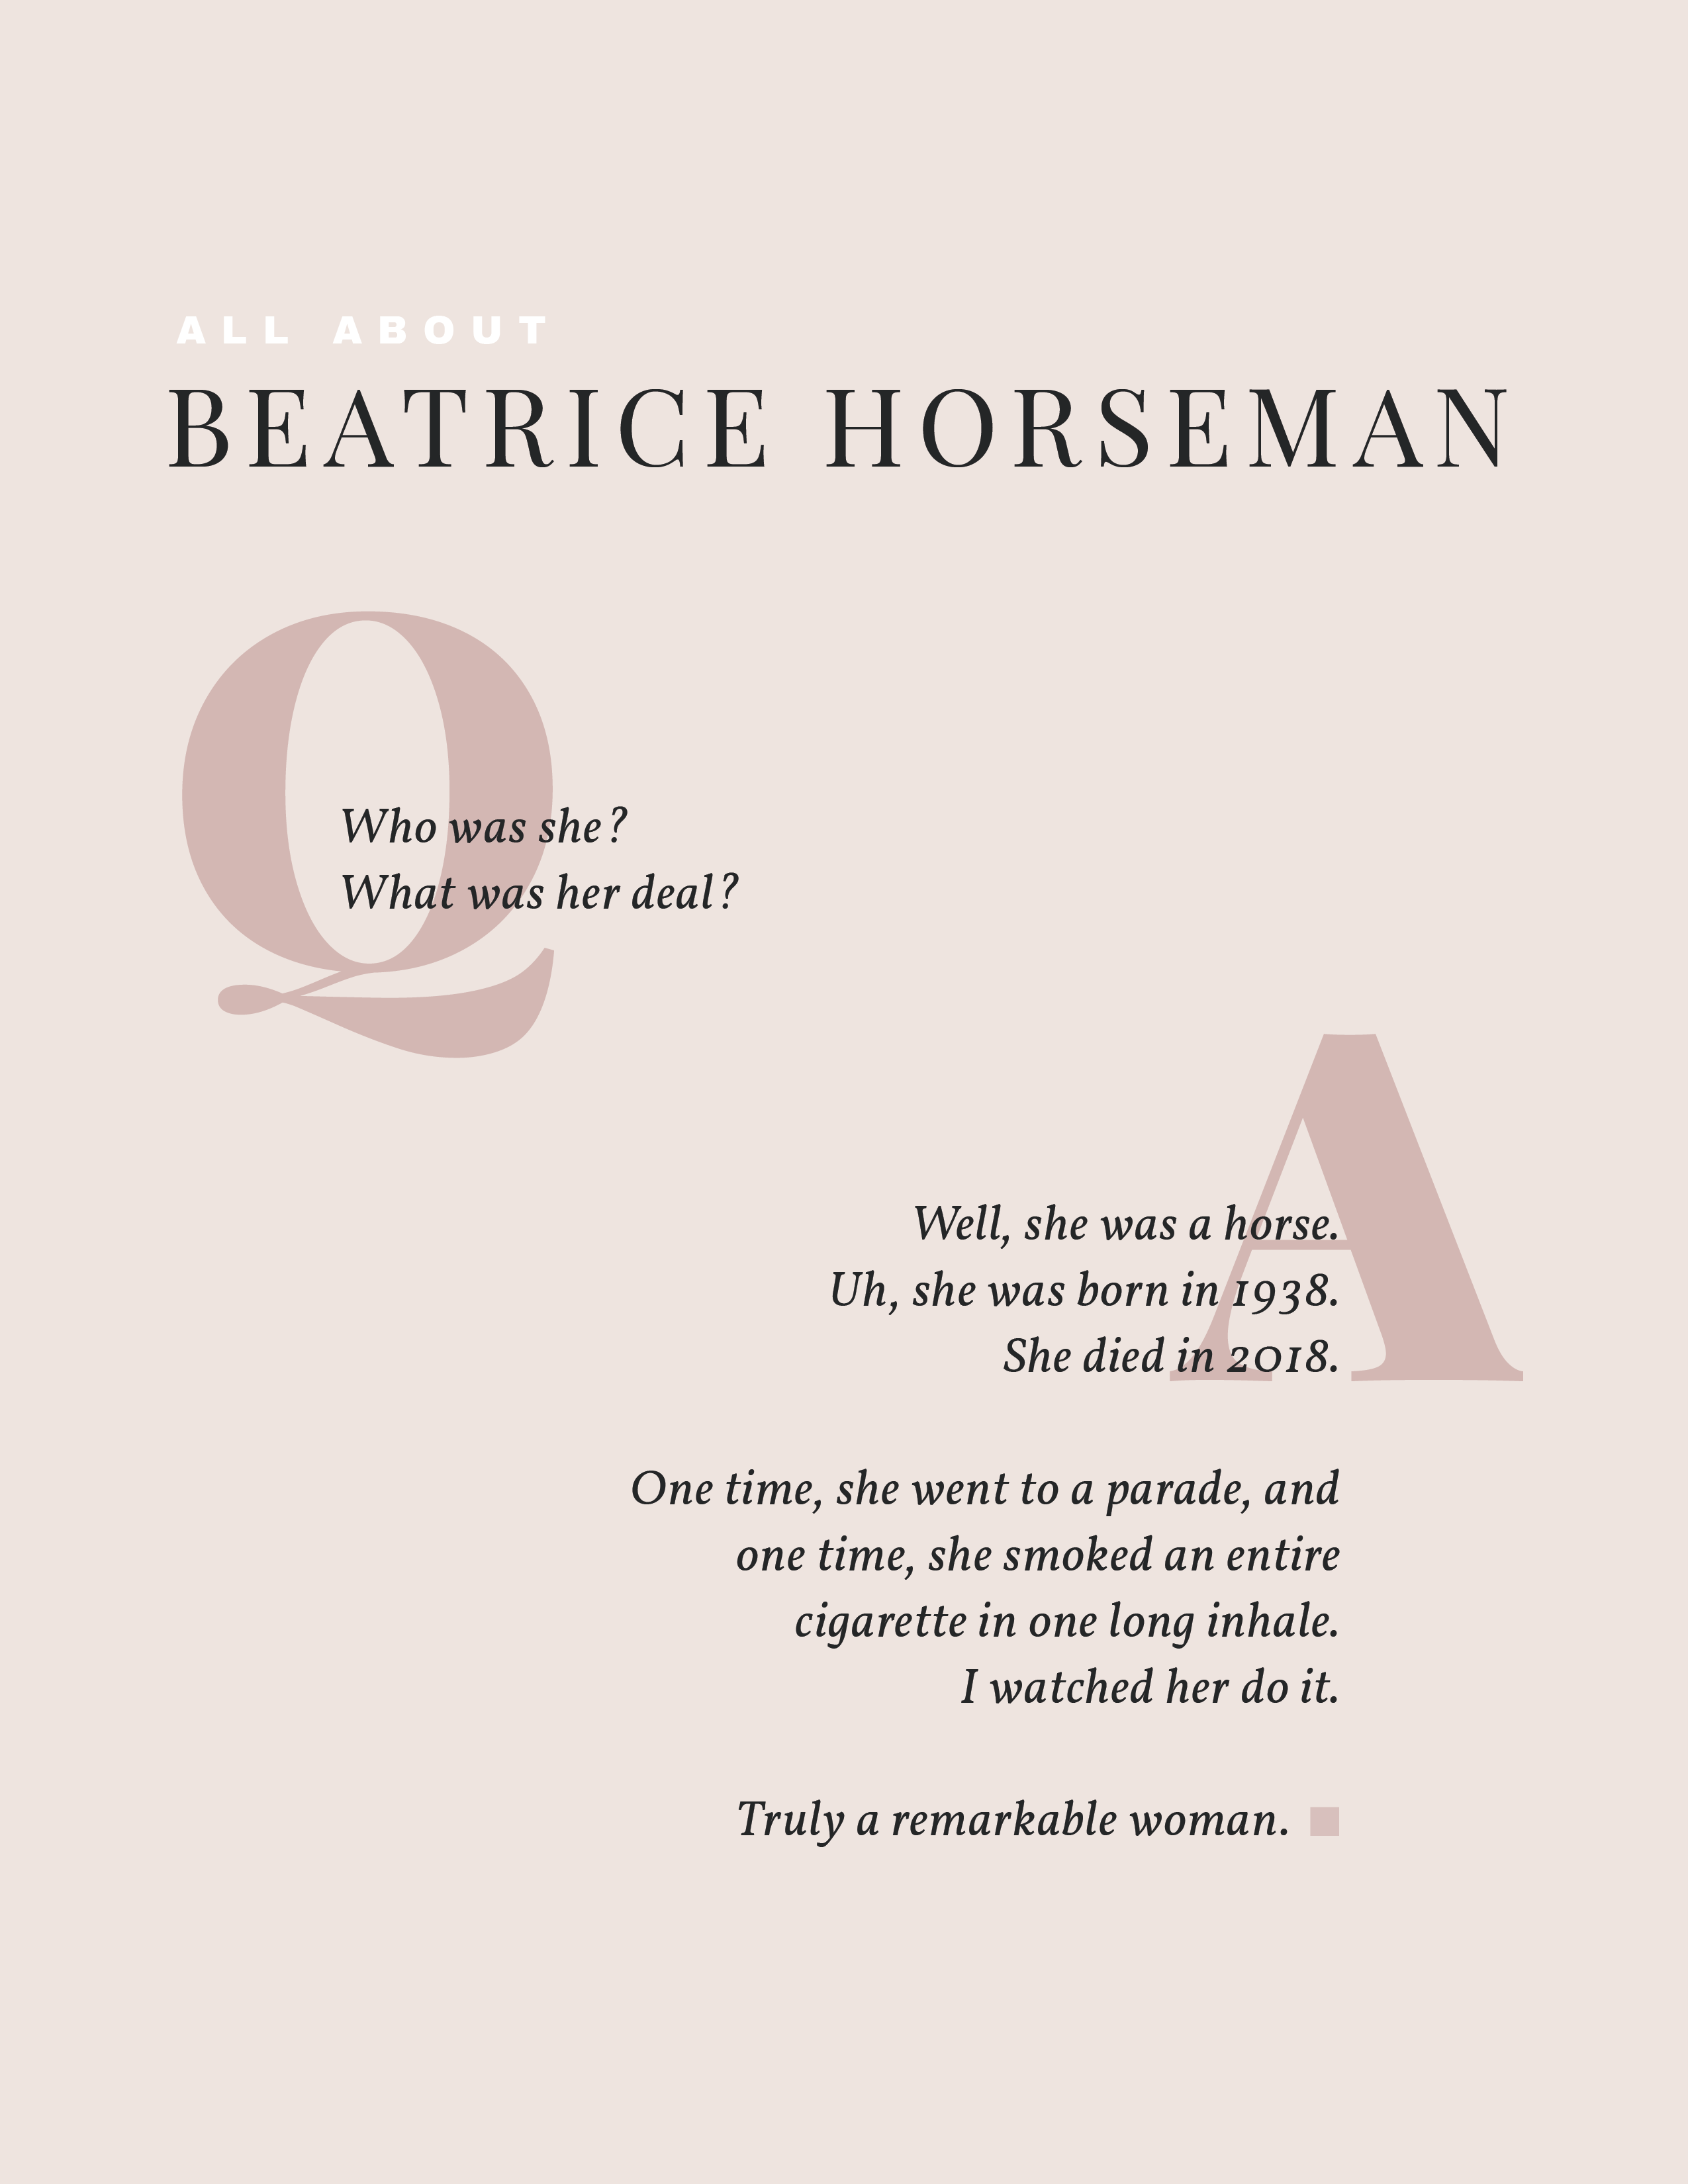 ALL ABOUT
BEATRICE HORSEMAN
Q
Who was she?
What was her deal?
A
Well, she was a horse.
Uh, she was born in 1938.
She died in 2018.
One time, she went to a parade, and
one time, she smoked an entire
cigarette in one long inhale.
I watched her do it.
Truly a remarkable woman.